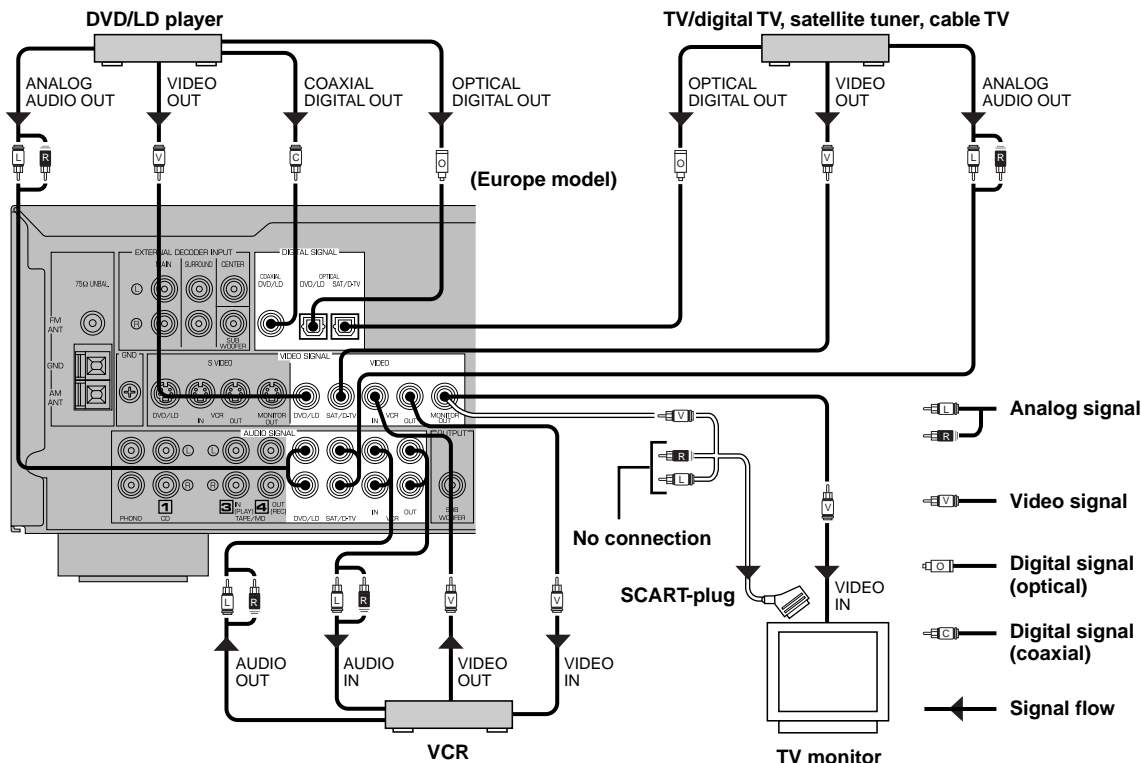 DVD/LD player
TV/digital TV, satellite tuner, cable TV
ANALOG
AUDIO OUT
VIDEO
OUT
COAXIAL
DIGITAL OUT
OPTICAL
DIGITAL OUT
OPTICAL
DIGITAL OUT
VIDEO
OUT
ANALOG
AUDIO OUT
L
R
V
C
O
O
V
L
R
(Europe model)
EXTERNAL DECODER INPUT
MAIN
SURROUND
CENTER
L
R
SUB
WOOFER
DIGITAL SIGNAL
COAXIAL
DVD/LD
OPTICAL
DVD/LD
SAT/D-TV
75Ω UNBAL.
FM
ANT
GND
AM
ANT
GND
VIDEO SIGNAL
S VIDEO
VIDEO
DVD/LD
IN
VCR
OUT
MONITOR
OUT
DVD/LD
SAT/D-TV
IN
VCR
OUT
MONITOR
OUT
AUDIO SIGNAL
OUTPUT
L
L
R
R
1
3
IN
(PLAY)
4
OUT
(REC)
PHONO
CD
TAPE/MD
DVD/LD
SAT/D-TV
IN
VCR
OUT
SUB
WOOFER
V
R
L
No connection
SCART-plug
V
VIDEO
IN
L
R
L
R
V
V
AUDIO
OUT
AUDIO
IN
VIDEO
OUT
VIDEO
IN
VCR
TV monitor
L
R
Analog signal
V
Video signal
O
Digital signal
(optical)
C
Digital signal
(coaxial)
Signal flow